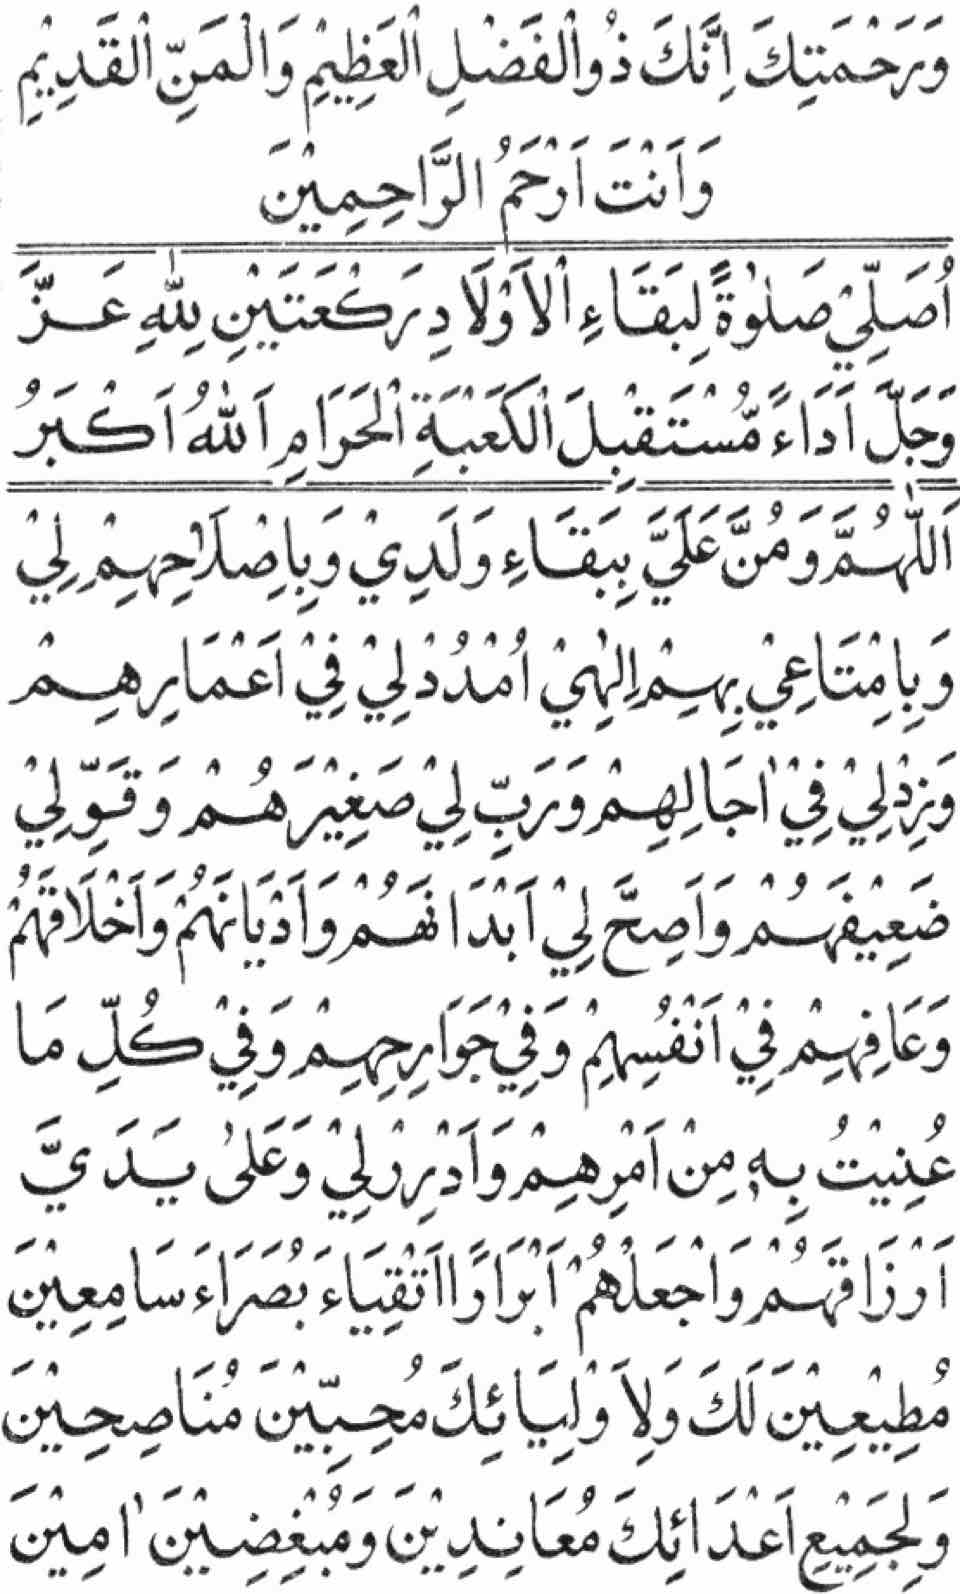 وَرَحْمَتِكَ اِنَّكَ ذُوالْفَضْلِ الْعَظِيْمِ وَالْمَنِّ الْقَدِيْمِ
وَاَنْتَ اَرْحَمُ الرَّاحِمِيْنَ
اُصَلِّيْ صَلٰوةً لِبَقَاءِ الْاَوْلَادِ رَكْعَتَيْنِ لِلّٰهِ عَزَّ
وَجَلَّ اَدَاءً مُّسْتَقْبِلَ الْكَعْبَةِ الْحَرَامِ اَللهُ اَكْبَرُ
اَللّٰهُمَّ وَمُنَّ عَلَيَّ بِبَقَاءِ وَلَدِيْ وَبِاِصْلَاحِهِمْ لِيْ
وَبِاِمْتَاعِيْ بِهِمْ اِلٰهِيْ اُمْدُدْ لِيْ فِيْ اَعْمَارِهِمْ
وَزِدْ لِيْ فِيْ اٰجَالِهِمْ وَرَبِّ لِيْ صَغِيْرَهُمْ وَقَوِّ لِيْ
ضَعِيْفَهُمْ وَاَصِحَّ لِيْ اَبْدَانَهُمْ وَاَدْيَانَهُمْ وَاَخْلَاقَهُمْ
وَعَافِهِمْ فِيْ اَنْفُسِهِمْ وَفِيْ جَوَارِحِهِمْ وَفِيْ كُلِّ مَا
عُنِيْتُ بِهٖ مِنْ اَمْرِهِمْ وَاَدْرِرْ لِيْ وَعَلٰى يَدَيَّ
اَرْزَاقَهُمْ وَاجْعَلْهُمْ اَبْرَارًا اَتْقِيَاءَ بُصَرَاءَ سَامِعِيْنَ
مُطِيْعِيْنَ لَكَ وَلِاَوْلِيَائِكَ مُحِبِّيْنَ مُنَاصِحِيْنَ
وَلِجَمِيْعِ اَعْدَائِكَ مُعَانِدِيْنَ وَمُبْغِضِيْنَ اٰمِيْنَ